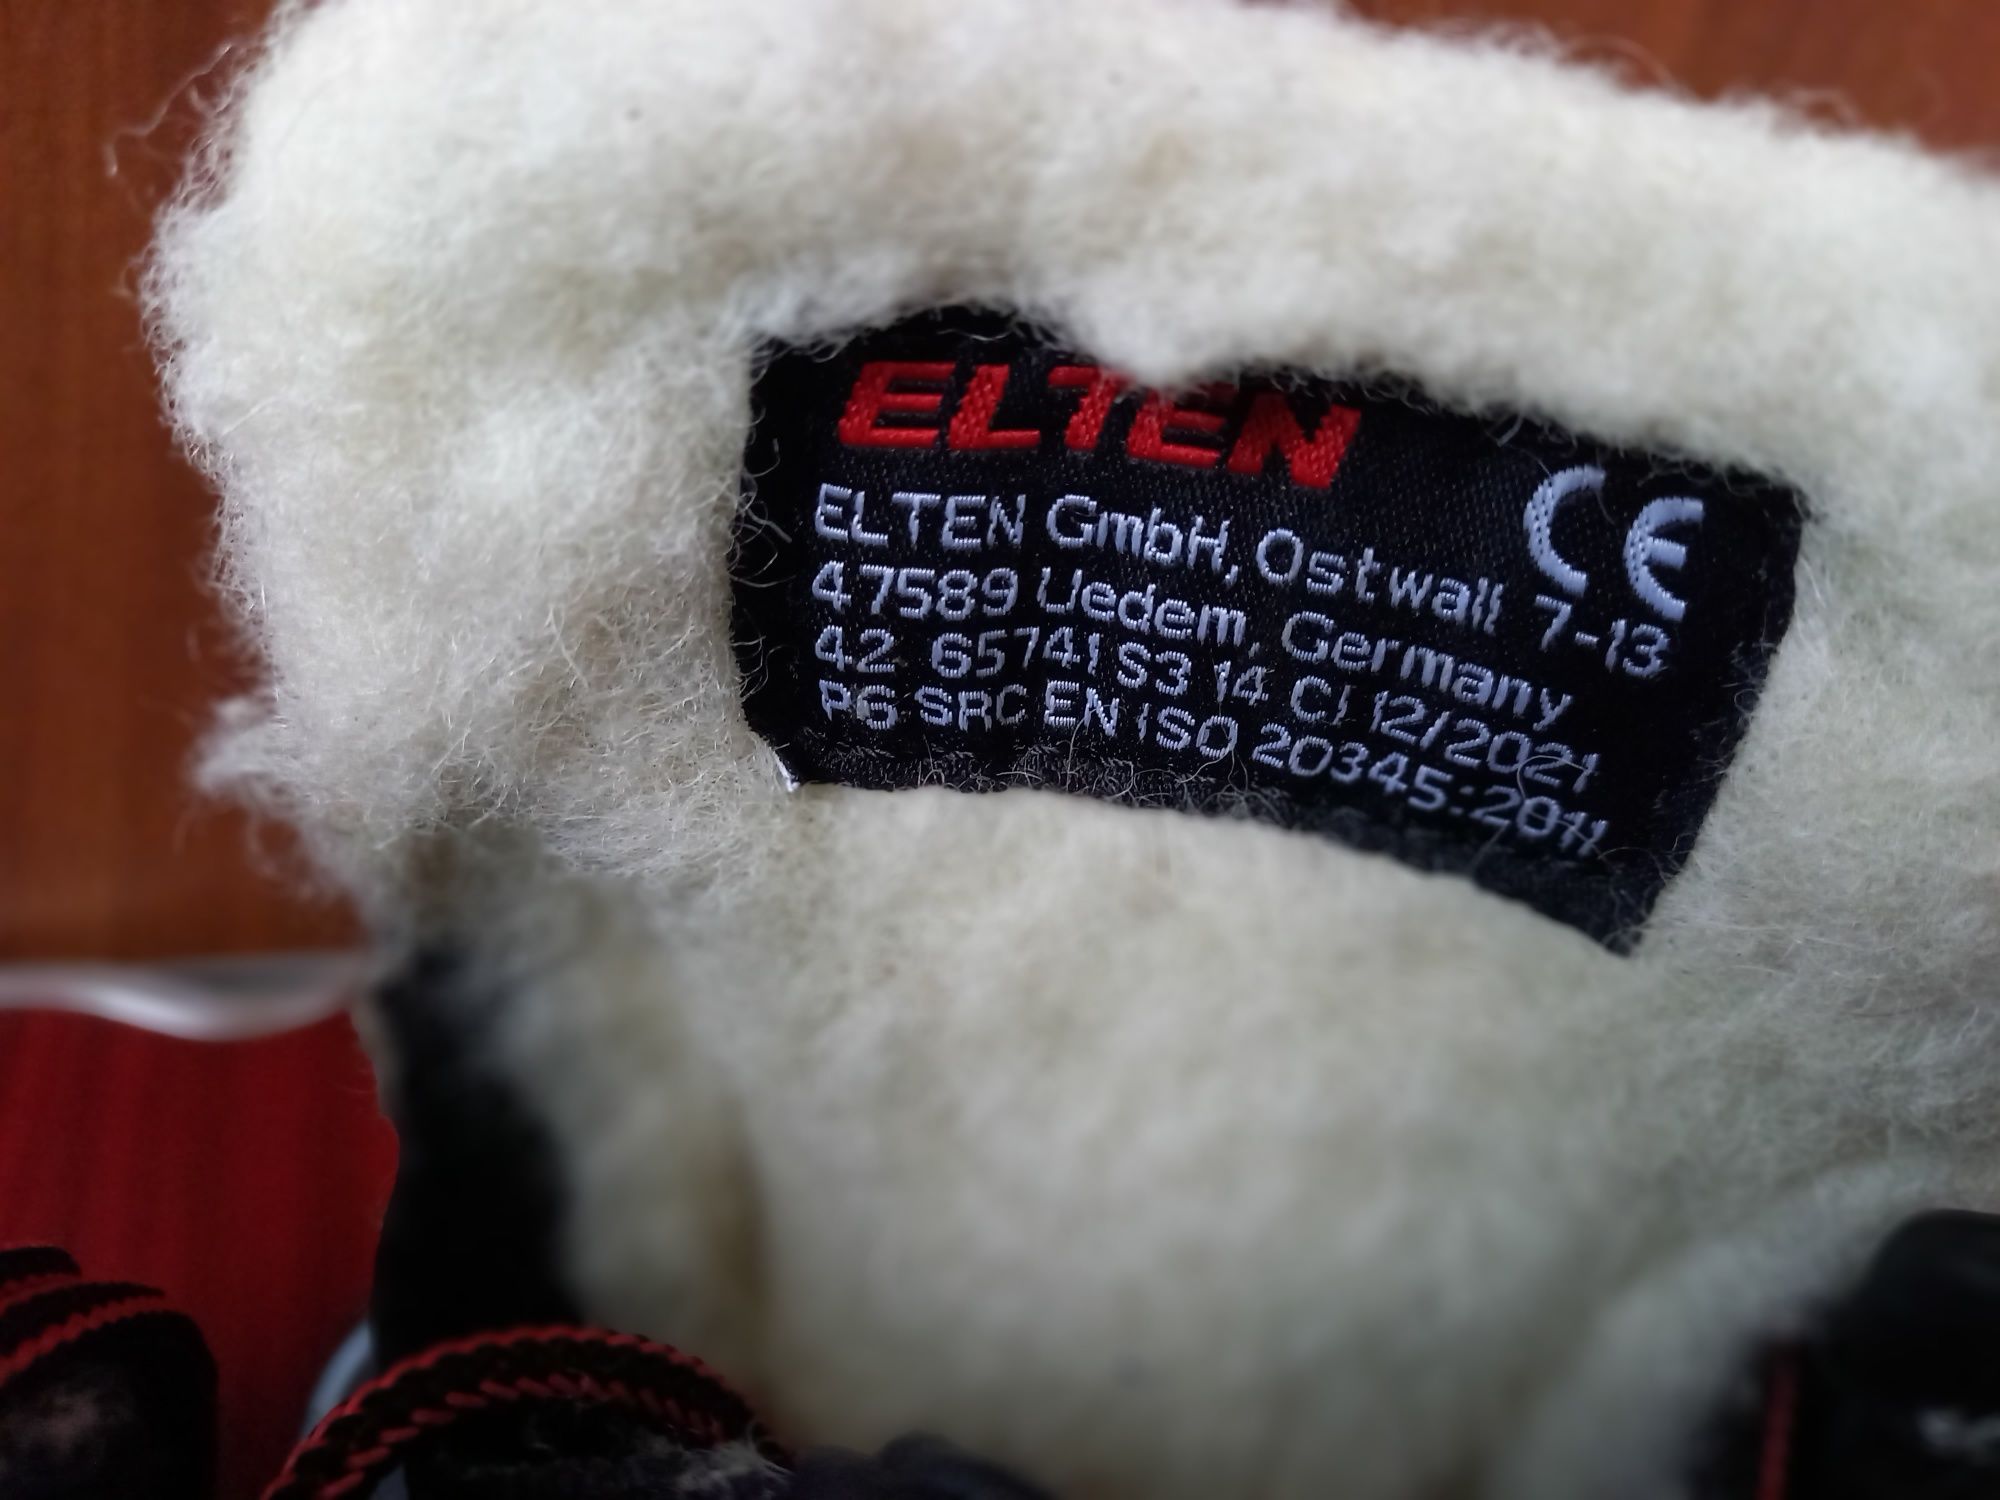 ELTEN
CE
ELTEN GmbH, Ostwall 7-13
47589 Uedem, Germany
42 65741 S3 14 CI 12/2021
P6 SRC EN ISO 20345:2011